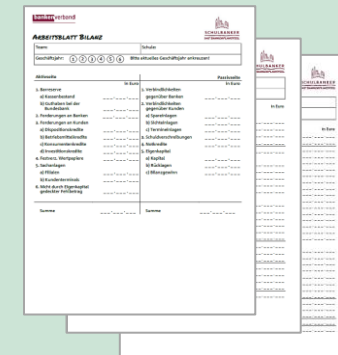 bankenverband
SCHULBANKER
ARBEITSBLATT BILANZ
Team: Schule:
Geschäftsjahr: 1 2 3 4 5 6 Bitte aktuelles Geschäftsjahr ankreuzen!
Aktivseite Passivseite
in Euro in Euro
1. Barreserve
a) Kassenbestand
b) Guthaben bei der
Bundesbank
2. Forderungen an Banken
3. Forderungen an Kunden
a) Dispositionskredite
b) Betriebsmittelkredite
c) Konsumentenkredite
d) Investitionskredite
4. Festverz. Wertpapiere
5. Sachanlagen
a) Filialen
b) Kundenterminals
6. Nicht durch Eigenkapital
gedeckter Fehlbetrag
Summe
1. Verbindlichkeiten
gegenüber Banken
2. Verbindlichkeiten
gegenüber Kunden
a) Spareinlagen
b) Sichteinlagen
c) Termineinlagen
3. Schuldverschreibungen
4. Notkredite
5. Eigenkapital
a) Kapital
b) Rücklagen
c) Bilanzgewinn
Summe
SCHULBANKER
in Euro
SCHULBANKER
in Euro